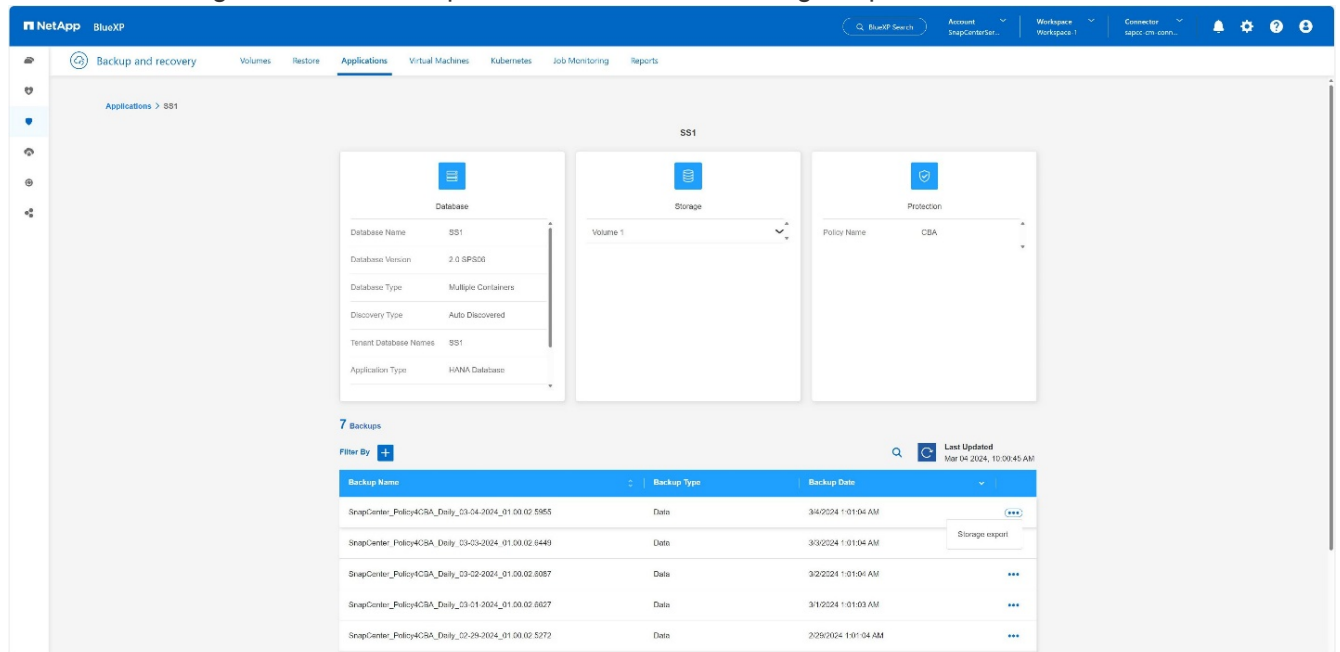 NetApp BlueXP
BlueXP Search
Account
SnapCenterSer...
Workspace
Workspace-1
Connector
sapcc-cm-conn...
Backup and recovery Volumes Restore Applications Virtual Machines Kubernetes Job Monitoring Reports
Applications > SS1
SS1
Database
Database Name SS1
Database Version 2.0 SPS06
Database Type Multiple Containers
Discovery Type Auto Discovered
Tenant Database Names SS1
Application Type HANA Database
Storage
Volume 1
Protection
Policy Name CBA
7 Backups
Filter By
Last Updated
Mar 04 2024, 10:00:45 AM
Backup Name Backup Type Backup Date
SnapCenter_Policy4CBA_Daily_03-04-2024_01.00.02.5955 Data 3/4/2024 1:01:04 AM
Storage export
SnapCenter_Policy4CBA_Daily_03-03-2024_01.00.02.6449 Data 3/3/2024 1:01:04 AM
SnapCenter_Policy4CBA_Daily_03-02-2024_01.00.02.8087 Data 3/2/2024 1:01:04 AM
SnapCenter_Policy4CBA_Daily_03-01-2024_01.00.02.6627 Data 3/1/2024 1:01:03 AM
SnapCenter_Policy4CBA_Daily_02-29-2024_01.00.02.5272 Data 2/29/2024 1:01:04 AM